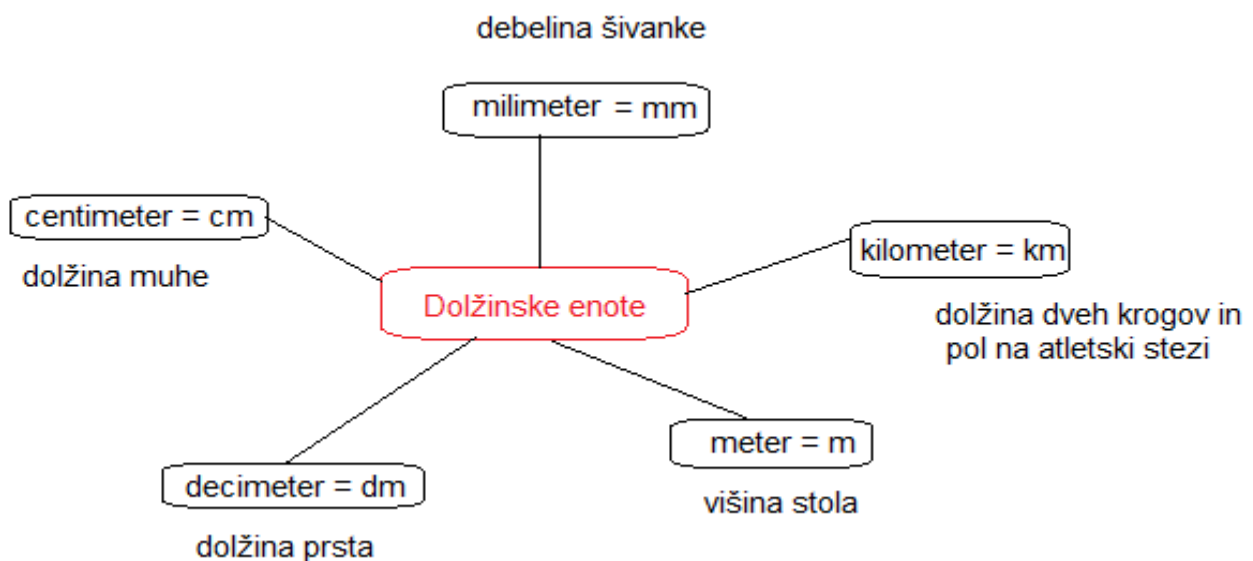 debelina šivanke
milimeter = mm
centimeter = cm
dolžina muhe
kilometer = km
Dolžinske enote
dolžina dveh krogov in
pol na atletski stezi
meter = m
višina stola
decimeter = dm
dolžina prsta